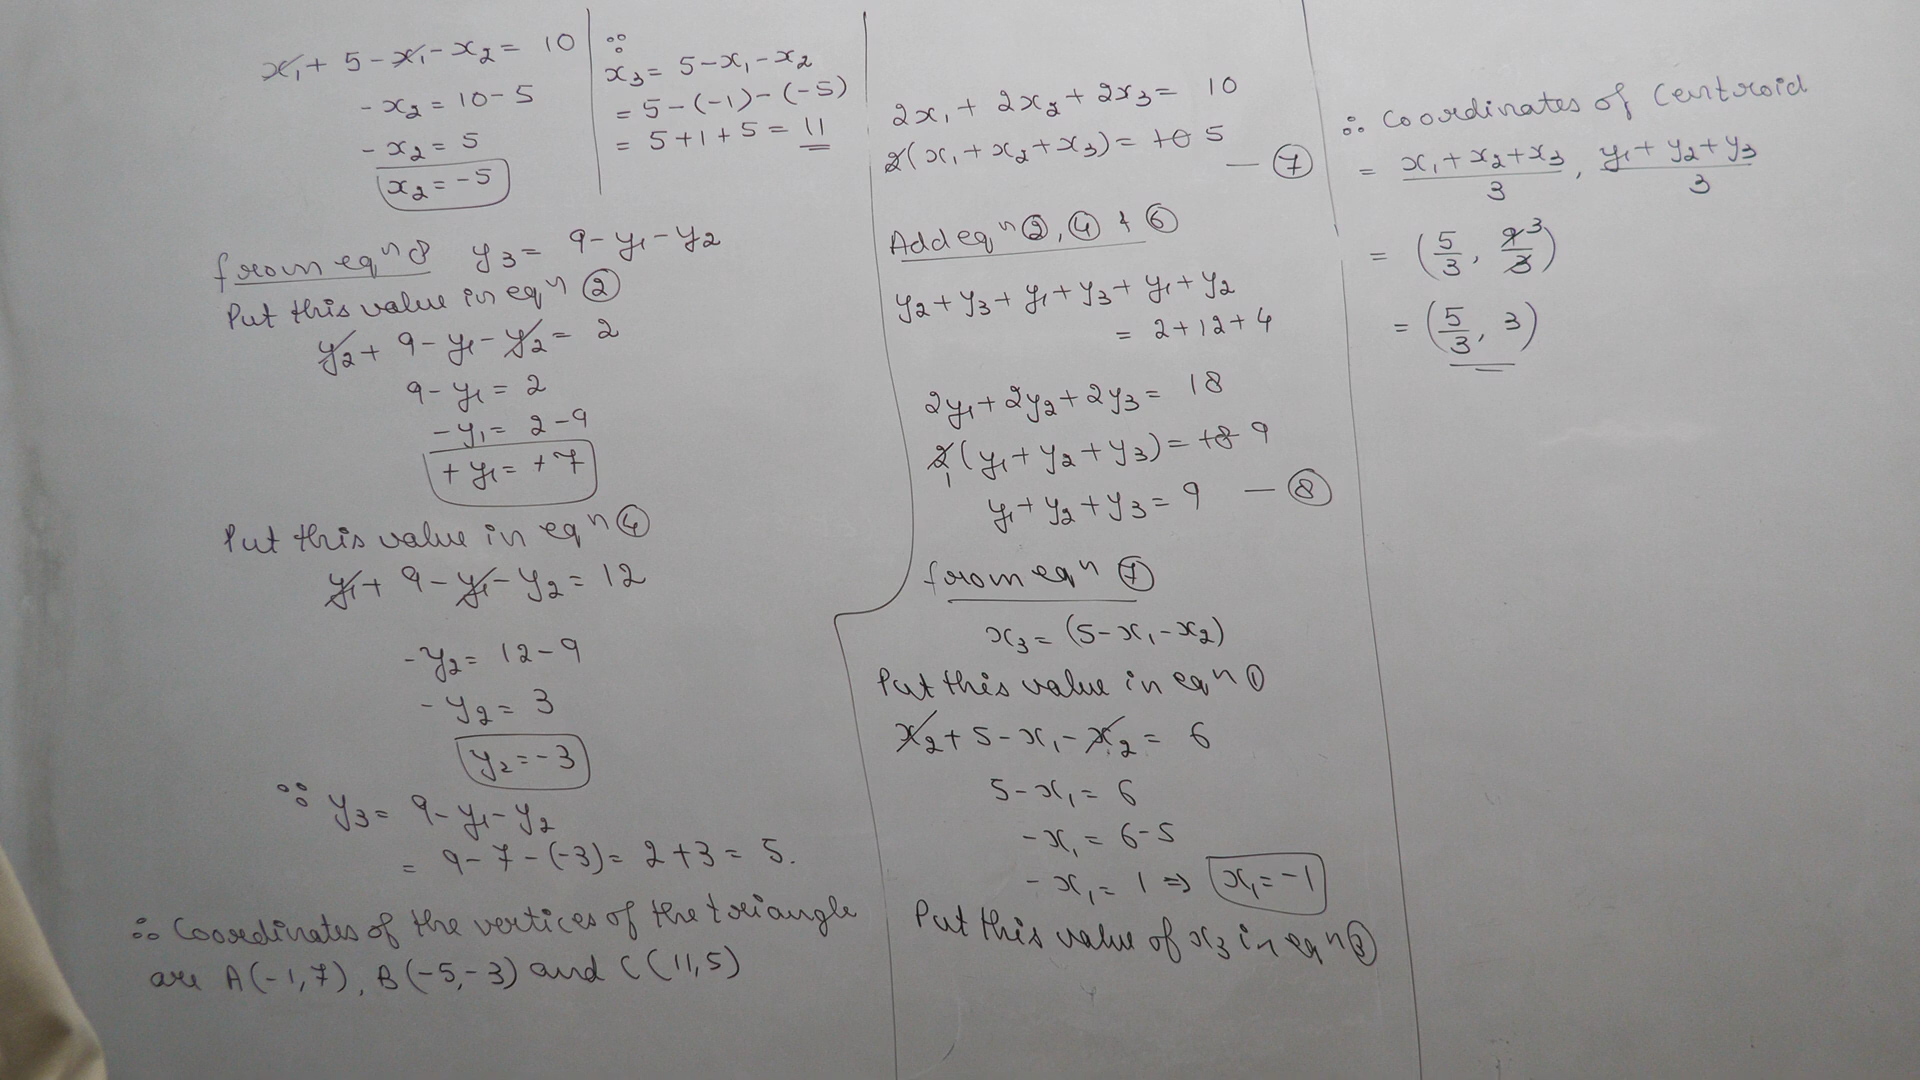 x₁ + 5 - x₁ - x₂ = 10
- x₂ = 10 - 5
- x₂ = 5
x₂ = -5
∵
x₃ = 5 - x₁ - x₂
= 5 - (-1) - (-5)
= 5 + 1 + 5 = 11
from eqⁿ 8 y₃ = 9 - y₁ - y₂
Put this value in eqⁿ ②
y₂ + 9 - y₁ - y₂ = 2
9 - y₁ = 2
- y₁ = 2 - 9
+ y₁ = + 7
Put this value in eqⁿ ④
y₁ + 9 - y₁ - y₂ = 12
- y₂ = 12 - 9
- y₂ = 3
y₂ = -3
∵ y₃ = 9 - y₁ - y₂
= 9 - 7 - (-3) = 2 + 3 = 5.
∴ Coordinates of the vertices of the triangle
are A(-1,7), B(-5,-3) and C(11,5)
2x₁ + 2x₂ + 2x₃ = 10
2(x₁ + x₂ + x₃) = 10 5
— ⑦
Add eqⁿ ②, ④ & ⑥
y₂ + y₃ + y₁ + y₃ + y₁ + y₂
= 2 + 12 + 4
2y₁ + 2y₂ + 2y₃ = 18
2(y₁ + y₂ + y₃) = 18 9
1
y₁ + y₂ + y₃ = 9 — ⑧
from eqⁿ ⑦
x₃ = (5 - x₁ - x₂)
Put this value in eqⁿ ①
x₂ + 5 - x₁ - x₂ = 6
5 - x₁ = 6
- x₁ = 6 - 5
- x₁ = 1 ⇒ x₁ = -1
Put this value of x₃ in eqⁿ ③
∴ Coordinates of Centroid
= x₁ + x₂ + x₃ / 3, y₁ + y₂ + y₃ / 3
= (5/3, 9 3/3)
= (5/3, 3)